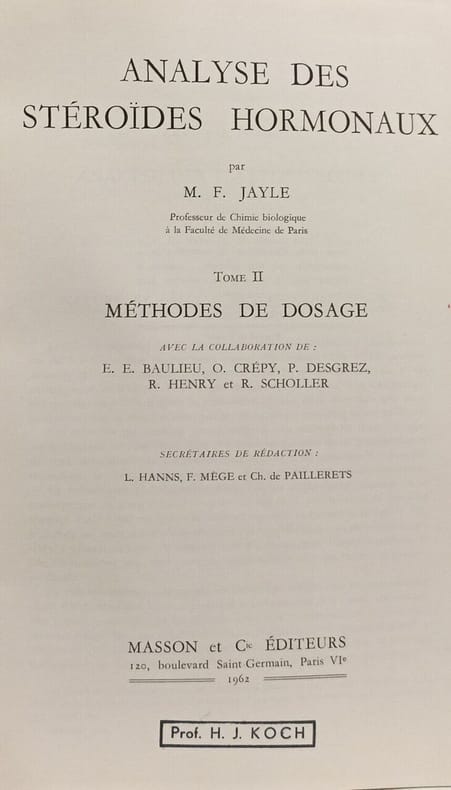 ANALYSE DES
STÉROÏDES HORMONAUX
par
M. F. JAYLE
Professeur de Chimie biologique
à la Faculté de Médecine de Paris
TOME II
MÉTHODES DE DOSAGE
AVEC LA COLLABORATION DE :
E. E. BAULIEU, O. CRÉPY, P. DESGREZ,
R. HENRY et R. SCHOLLER
SECRÉTAIRES DE RÉDACTION :
L. HANNS, F. MÈGE et Ch. de PAILLERETS
MASSON et Cie ÉDITEURS
120, boulevard Saint-Germain, Paris VIe
1962
Prof. H. J. KOCH